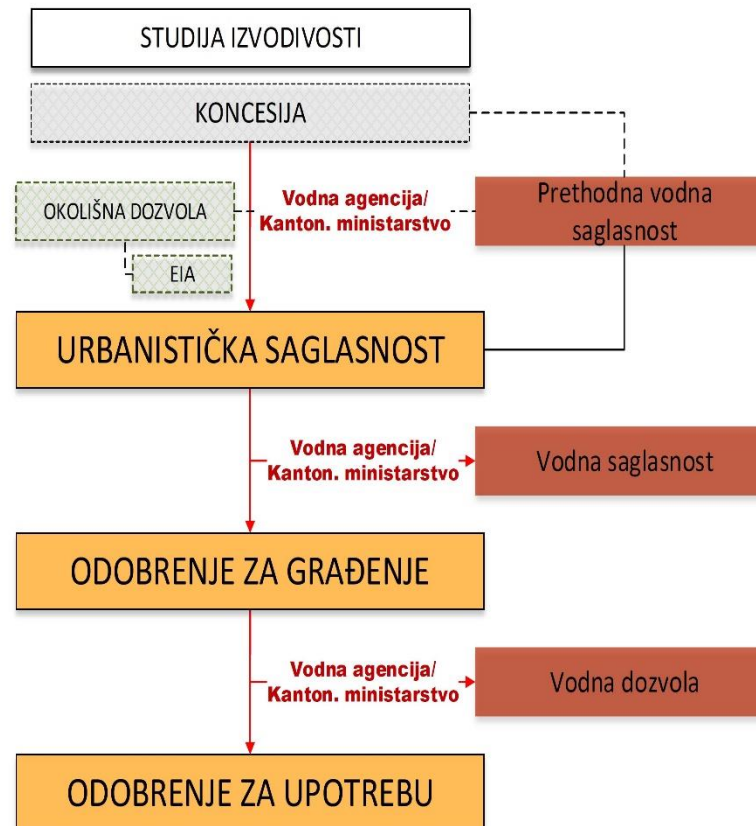 STUDIJA IZVODIVOSTI
KONCESIJA
OKOLIŠNA DOZVOLA
Vodna agencija/
Kanton. ministarstvo
Prethodna vodna
saglasnost
EIA
URBANISTIČKA SAGLASNOST
Vodna agencija/
Kanton. ministarstvo
Vodna saglasnost
ODOBRENJE ZA GRAĐENJE
Vodna agencija/
Kanton. ministarstvo
Vodna dozvola
ODOBRENJE ZA UPOTREBU